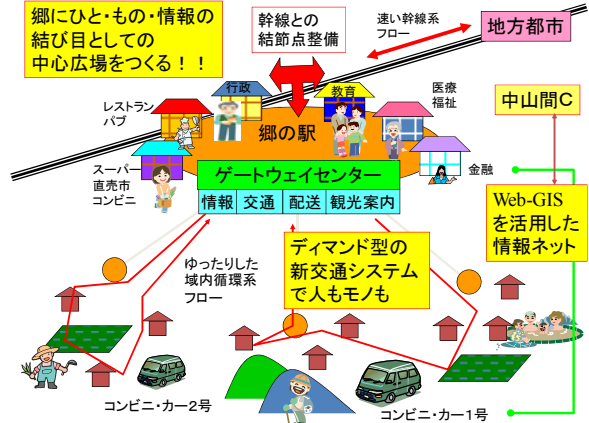 郷にひと・もの・情報の
結び目としての
中心広場をつくる！！
幹線との
結節点整備
速い幹線系
フロー
地方都市
行政
教育
医療
福祉
レストラン
パブ
中山間C
郷の駅
スーパー
直売市
コンビニ
金融
ゲートウェイセンター
情報
交通
配送
観光案内
Web-GIS
を活用した
情報ネット
ディマンド型の
新交通システム
で人もモノも
ゆったりした
域内循環系
フロー
コンビニ・カー2号
コンビニ・カー1号